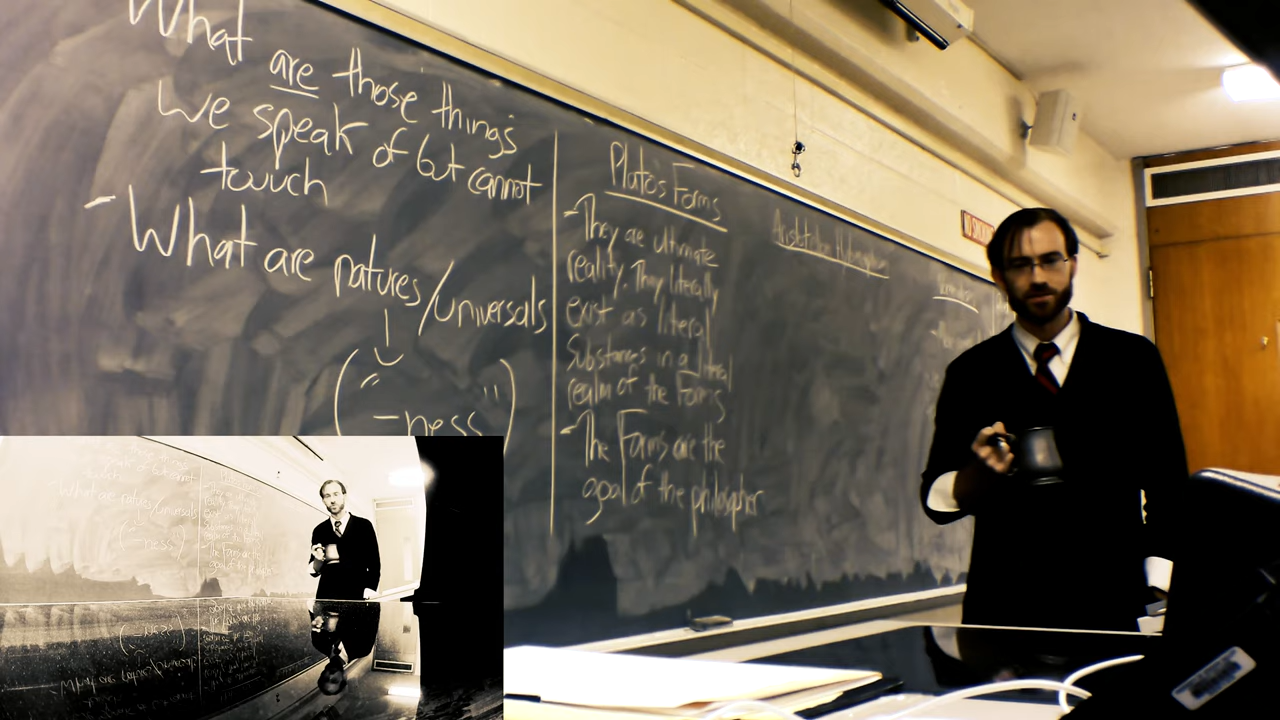 What are those things
we speak of but cannot
touch
- What are natures/universals
( "-ness" )
Plato's Forms
- They are ultimate
reality. They literally
exist as literal
Substances in a literal
realm of the Forms
- The Forms are the
goal of the philosopher
NO SMOKING